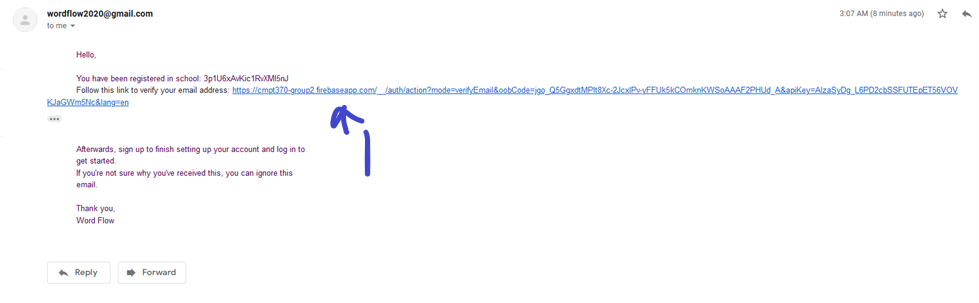 wordflow2020@gmail.com
3:07 AM (8 minutes ago)
to me
Hello,
You have been registered in school: 3p1U6xAvKic1RvXMl5nJ
Follow this link to verify your email address: https://cmpt370-group2.firebaseapp.com/__/auth/action?mode=verifyEmail&oobCode=jgo_Q5GgxdtMPlt8Xc-2JcxlPv-yFFUk5kCOmknKWSoAAAF2PHUd_A&apiKey=AIzaSyDg_L6PD2cbSSFUTEpET56VOV
KJaGWm5Nc&lang=en
Afterwards, sign up to finish setting up your account and log in to
get started.
If you're not sure why you've received this, you can ignore this
email.
Thank you,
Word Flow
Reply
Forward